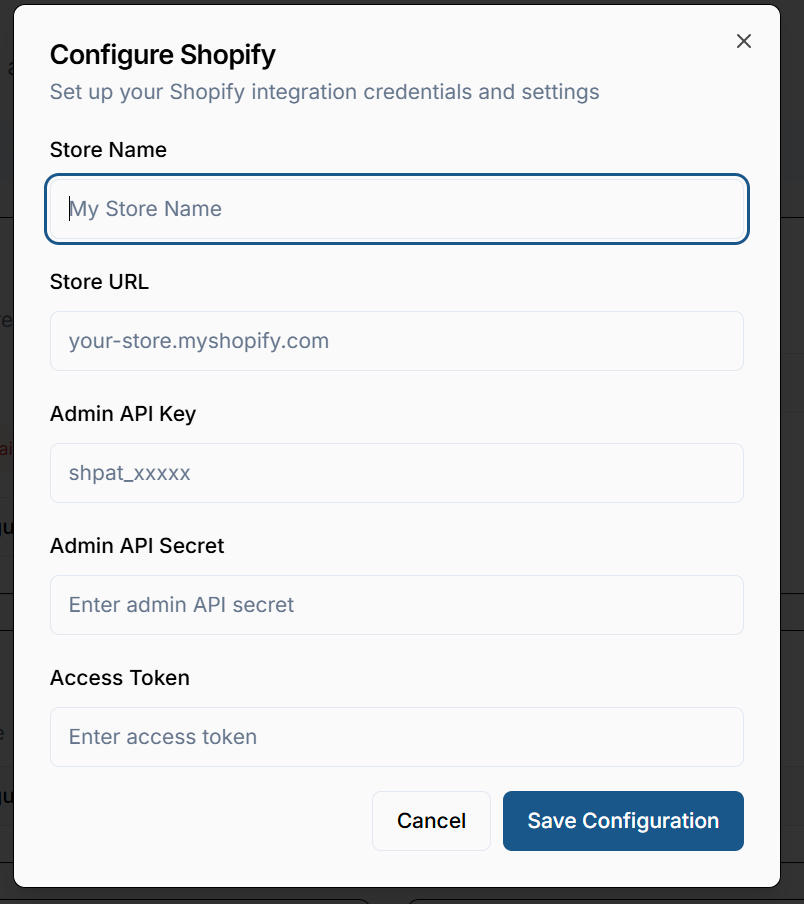 Configure Shopify
Set up your Shopify integration credentials and settings
Store Name
My Store Name
Store URL
your-store.myshopify.com
Admin API Key
shpat_xxxxx
Admin API Secret
Enter admin API secret
Access Token
Enter access token
Cancel
Save Configuration